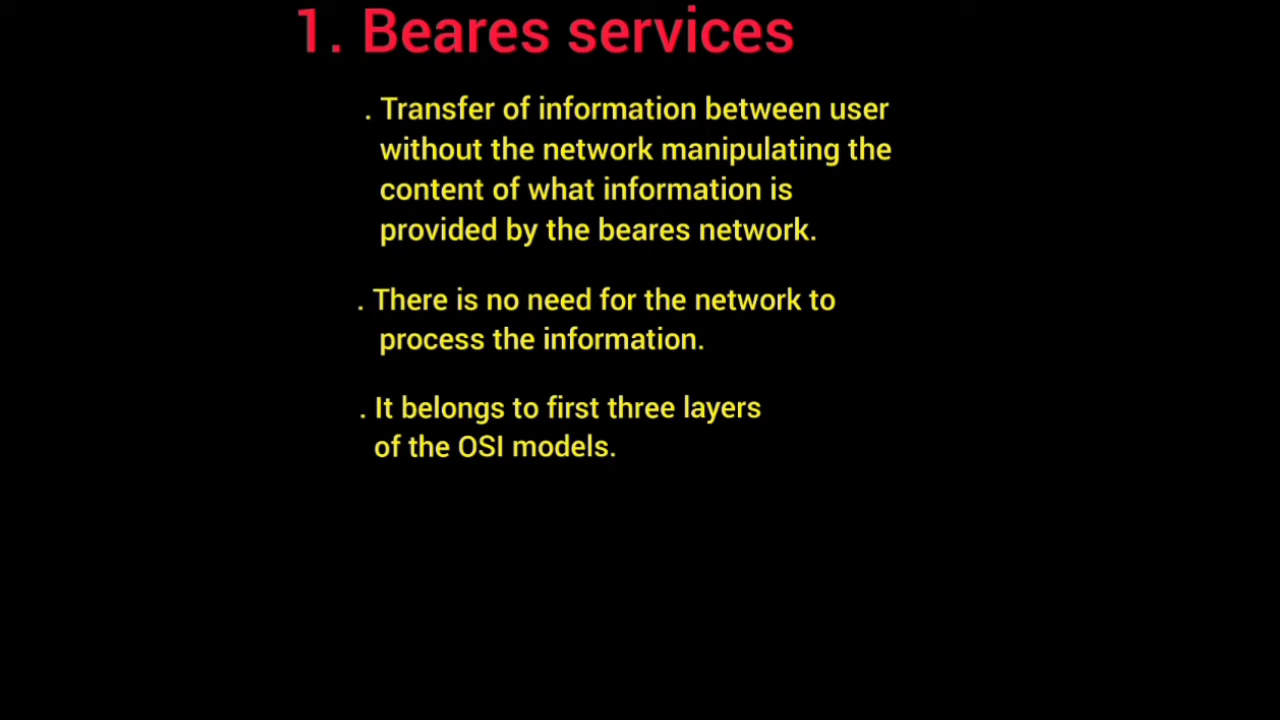 1. Beares services
. Transfer of information between user
without the network manipulating the
content of what information is
provided by the beares network.
. There is no need for the network to
process the information.
. It belongs to first three layers
of the OSI models.